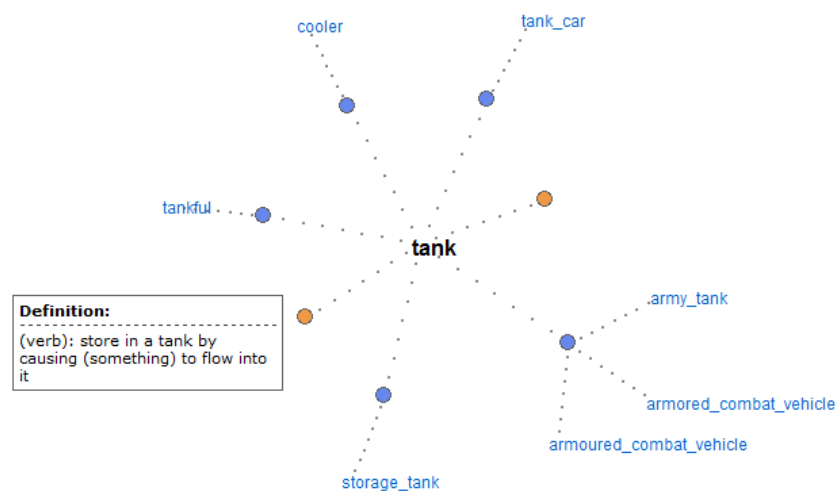 cooler
tank_car
tankful
tank
army_tank
Definition:
(verb): store in a tank by
causing (something) to flow into
it
armored_combat_vehicle
armoured_combat_vehicle
storage_tank